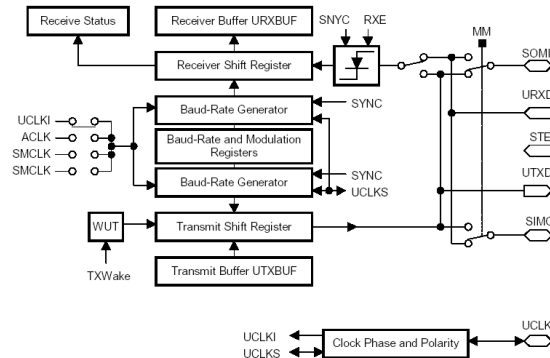 Receive Status
Receiver Buffer URXBUF
SNYC
RXE
MM
Receiver Shift Register
SOMI
Baud-Rate Generator
SYNC
URXD
UCLKI
ACLK
SMCLK
SMCLK
Baud-Rate and Modulation
Registers
STE
Baud-Rate Generator
SYNC
UCLKS
UTXD
WUT
Transmit Shift Register
SIMO
TXWake
Transmit Buffer UTXBUF
UCLKI
UCLKS
Clock Phase and Polarity
UCLK